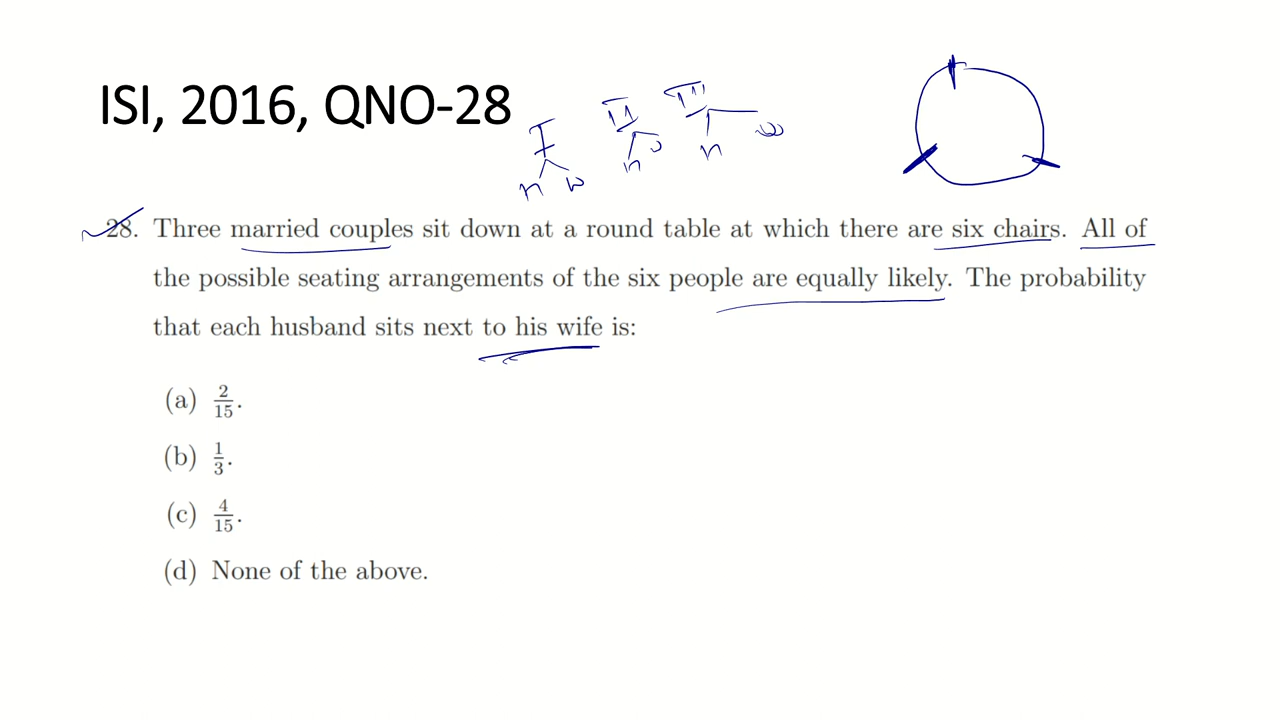 ISI, 2016, QNO-28
I II III
28. Three married couples sit down at a round table at which there are six chairs. All of
the possible seating arrangements of the six people are equally likely. The probability
that each husband sits next to his wife is:
(a) 2/15.
(b) 1/3.
(c) 4/15.
(d) None of the above.